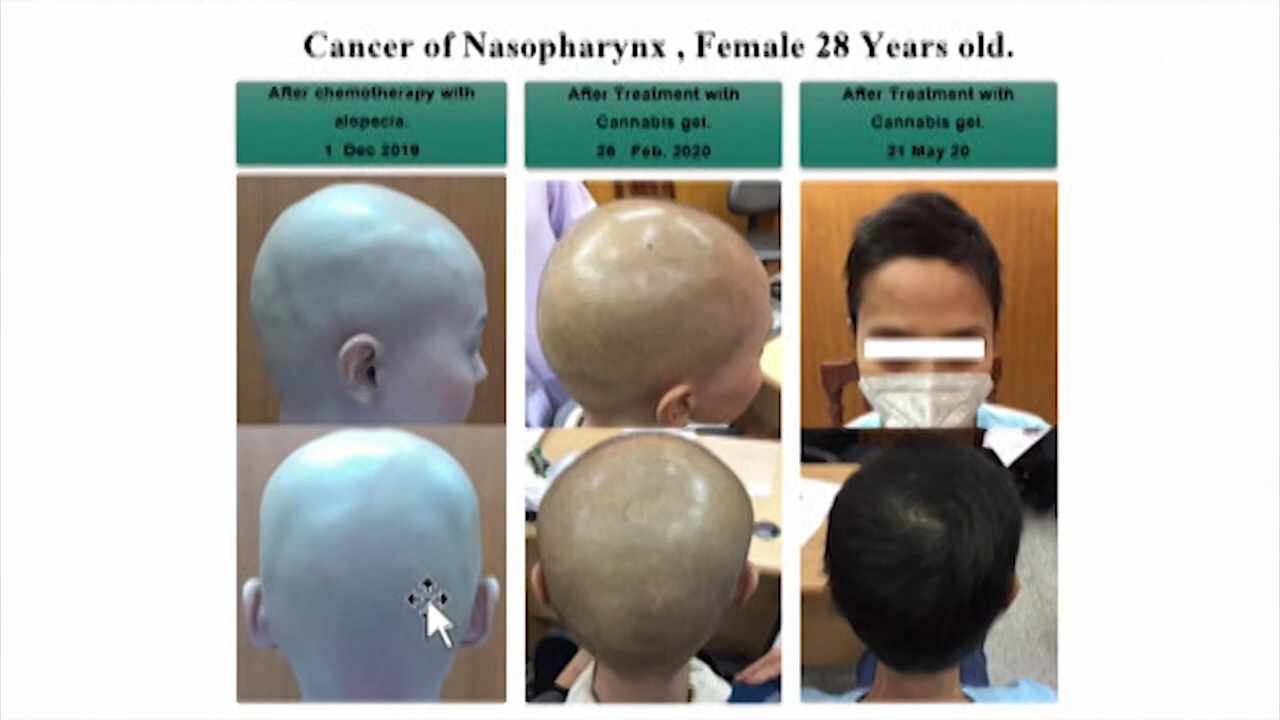 Cancer of Nasopharynx , Female 28 Years old.
After chemotherapy with
alopecia.
1 Dec 2019
After Treatment with
Cannabis gel.
26 Feb. 2020
After Treatment with
Cannabis gel.
21 May 20